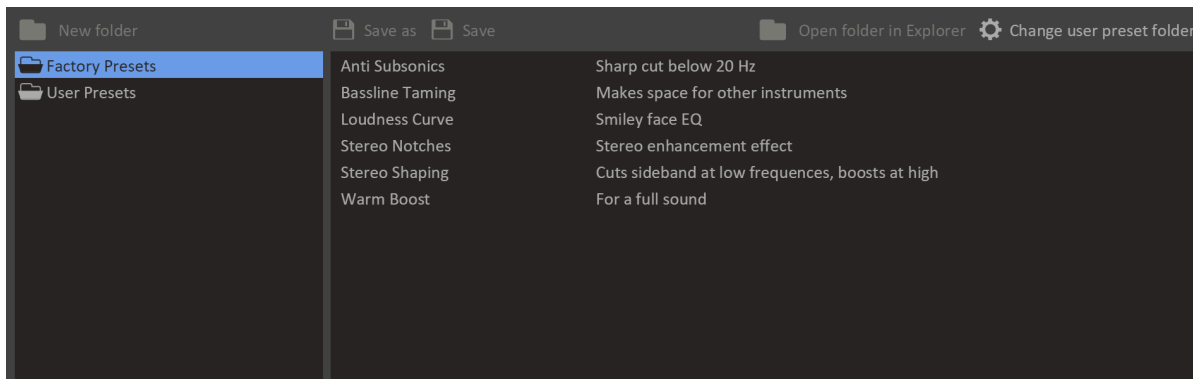 New folder
Save as Save
Open folder in Explorer Change user preset folder
Factory Presets
User Presets
Anti Subsonics Sharp cut below 20 Hz
Bassline Taming Makes space for other instruments
Loudness Curve Smiley face EQ
Stereo Notches Stereo enhancement effect
Stereo Shaping Cuts sideband at low frequences, boosts at high
Warm Boost For a full sound